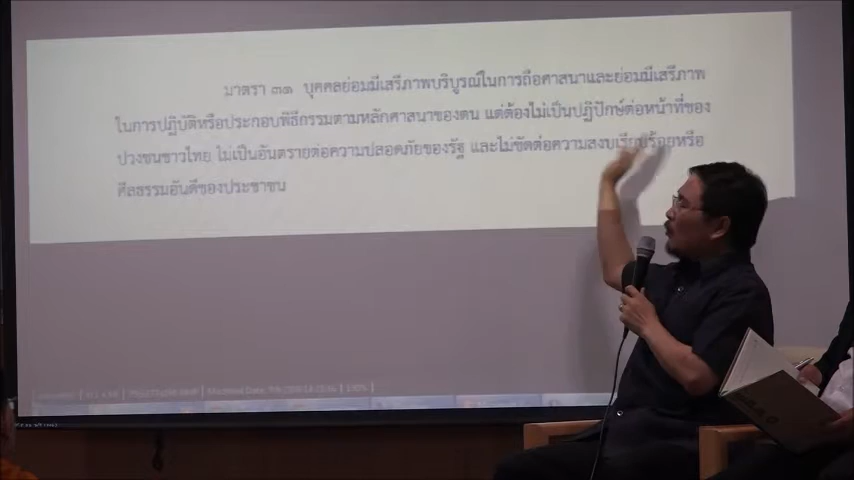 มาตรา ๓๑ บุคคลย่อมมีเสรีภาพบริบูรณ์ในการถือศาสนาและย่อมมีเสรีภาพ
ในการปฏิบัติหรือประกอบพิธีกรรมตามหลักศาสนาของตน แต่ต้องไม่เป็นปฏิปักษ์ต่อหน้าที่ของ
ปวงชนชาวไทย ไม่เป็นอันตรายต่อความปลอดภัยของรัฐ และไม่ขัดต่อความสงบเรียบร้อยหรือ
ศีลธรรมอันดีของประชาชน